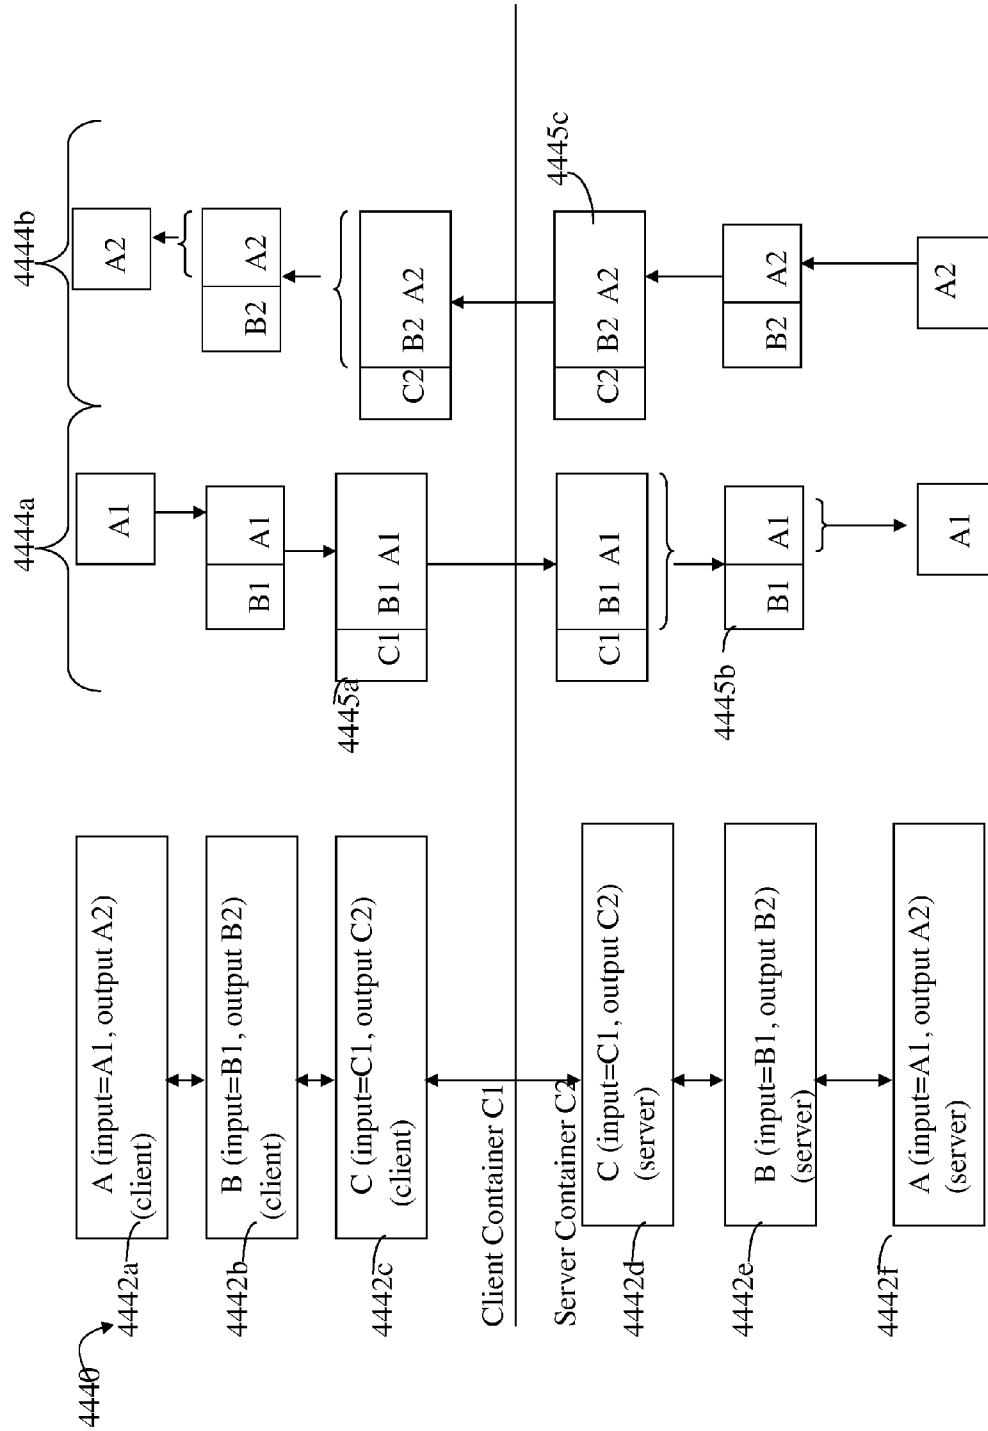 4440
4442a
A (input=A1, output A2)
(client)
4442b
B (input=B1, output B2)
(client)
4442c
C (input=C1, output C2)
(client)
Client Container C1
Server Container C2
4442d
C (input=C1, output C2)
(server)
4442e
B (input=B1, output B2)
(server)
4442f
A (input=A1, output A2)
(server)
4444a
A1
B1 A1
4445a
C1 B1 A1
C1 B1 A1
4445b
B1 A1
A1
4444b
A2
B2 A2
C2 B2 A2
4445c
C2 B2 A2
B2 A2
A2